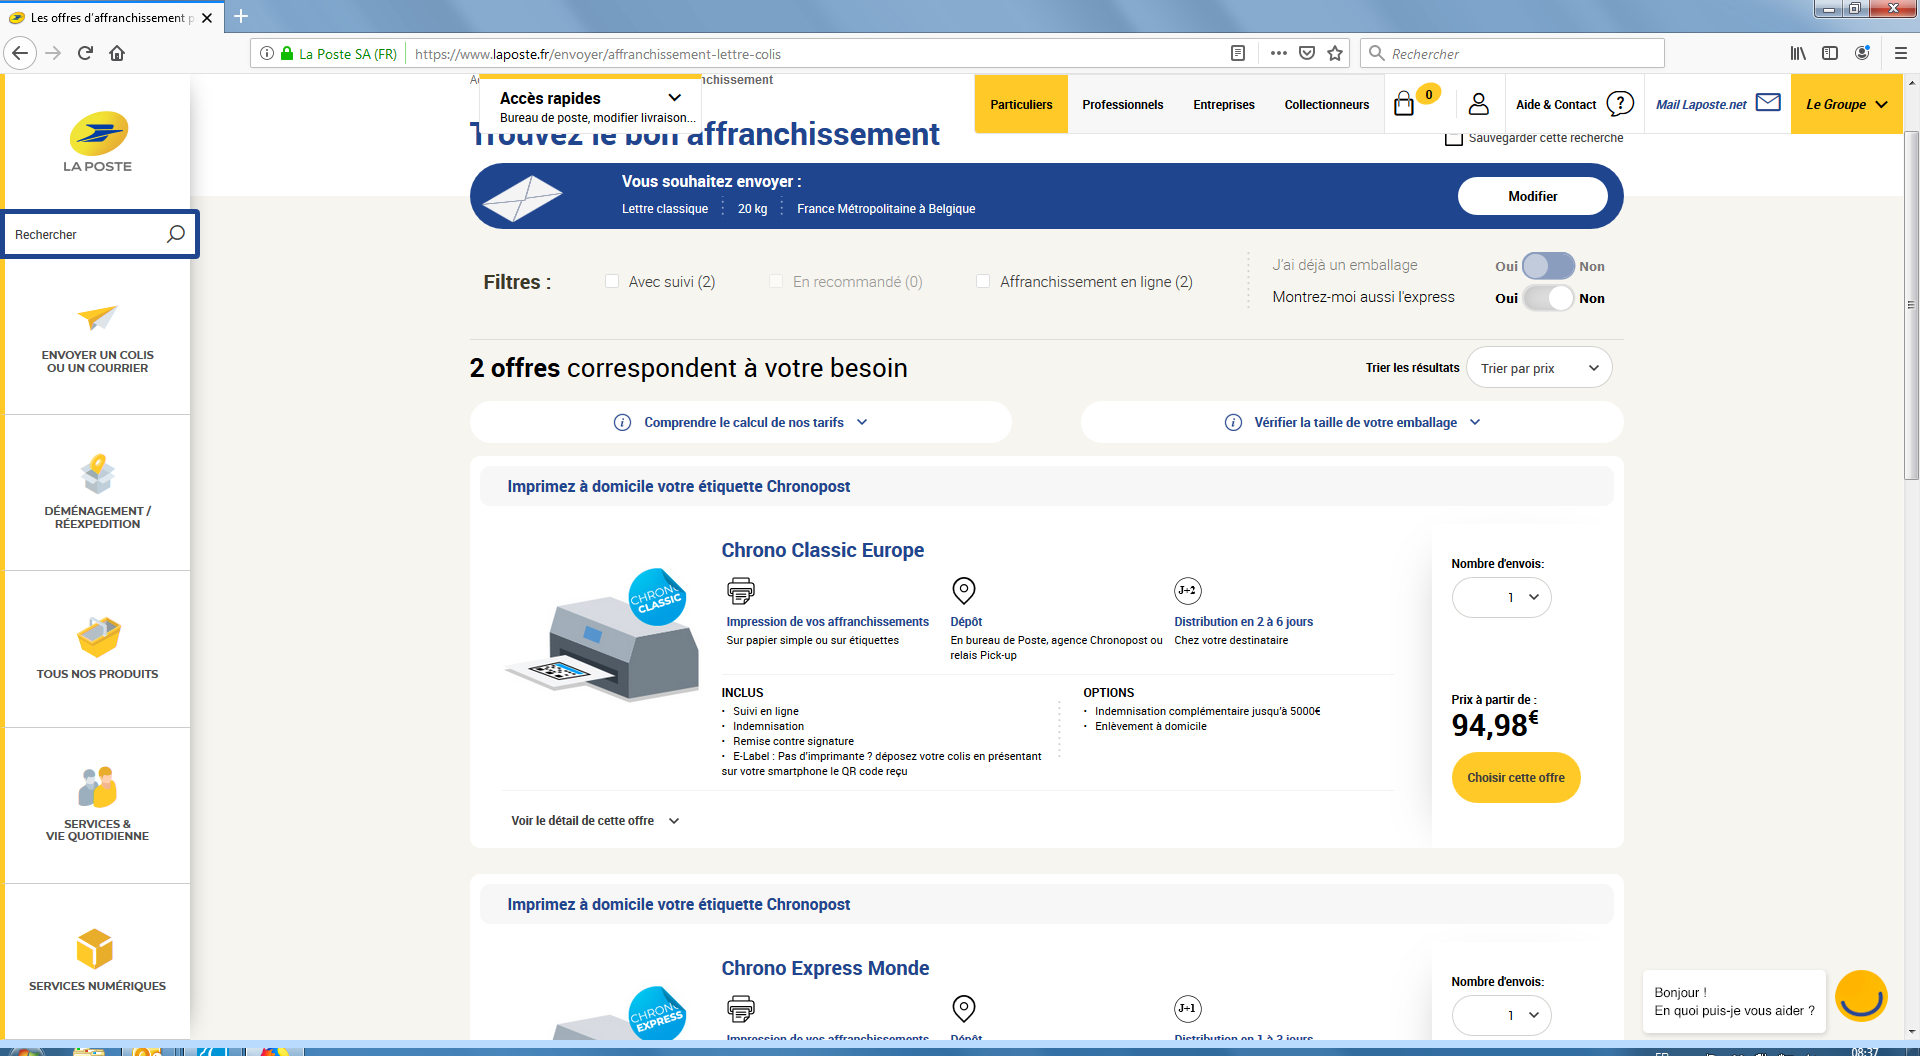 Les offres d'affranchissement p
La Poste SA (FR)
https://www.laposte.fr/envoyer/affranchissement-lettre-colis
Rechercher
nchissement
Accès rapides
Bureau de poste, modifier livraison...
Particuliers
Professionnels
Entreprises
Collectionneurs
0
Aide & Contact
Mail Laposte.net
Le Groupe
LA POSTE
Rechercher
ENVOYER UN COLIS
OU UN COURRIER
DÉMÉNAGEMENT /
RÉEXPEDITION
TOUS NOS PRODUITS
SERVICES &
VIE QUOTIDIENNE
SERVICES NUMÉRIQUES
Trouvez le bon affranchissement
Sauvegarder cette recherche
Vous souhaitez envoyer :
Lettre classique
20 kg
France Métropolitaine à Belgique
Modifier
Filtres :
Avec suivi (2)
En recommandé (0)
Affranchissement en ligne (2)
J'ai déjà un emballage
Oui
Non
Montrez-moi aussi l'express
Oui
Non
2 offres correspondent à votre besoin
Trier les résultats
Trier par prix
Comprendre le calcul de nos tarifs
Vérifier la taille de votre emballage
Imprimez à domicile votre étiquette Chronopost
CHRONO
CLASSIC
Chrono Classic Europe
Impression de vos affranchissements
Sur papier simple ou sur étiquettes
Dépôt
En bureau de Poste, agence Chronopost ou
relais Pick-up
J+2
Distribution en 2 à 6 jours
Chez votre destinataire
INCLUS
· Suivi en ligne
· Indemnisation
· Remise contre signature
· E-Label : Pas d'imprimante ? déposez votre colis en présentant
sur votre smartphone le QR code reçu
OPTIONS
· Indemnisation complémentaire jusqu'à 5000€
· Enlèvement à domicile
Nombre d'envois:
1
Prix à partir de :
94,98€
Choisir cette offre
Voir le détail de cette offre
Imprimez à domicile votre étiquette Chronopost
CHRONO
EXPRESS
Chrono Express Monde
Impression de vos affranchissements
Dépôt
J+1
Distribution en 1 à 3 jours
Nombre d'envois:
1
Bonjour !
En quoi puis-je vous aider ?
FR
08:37